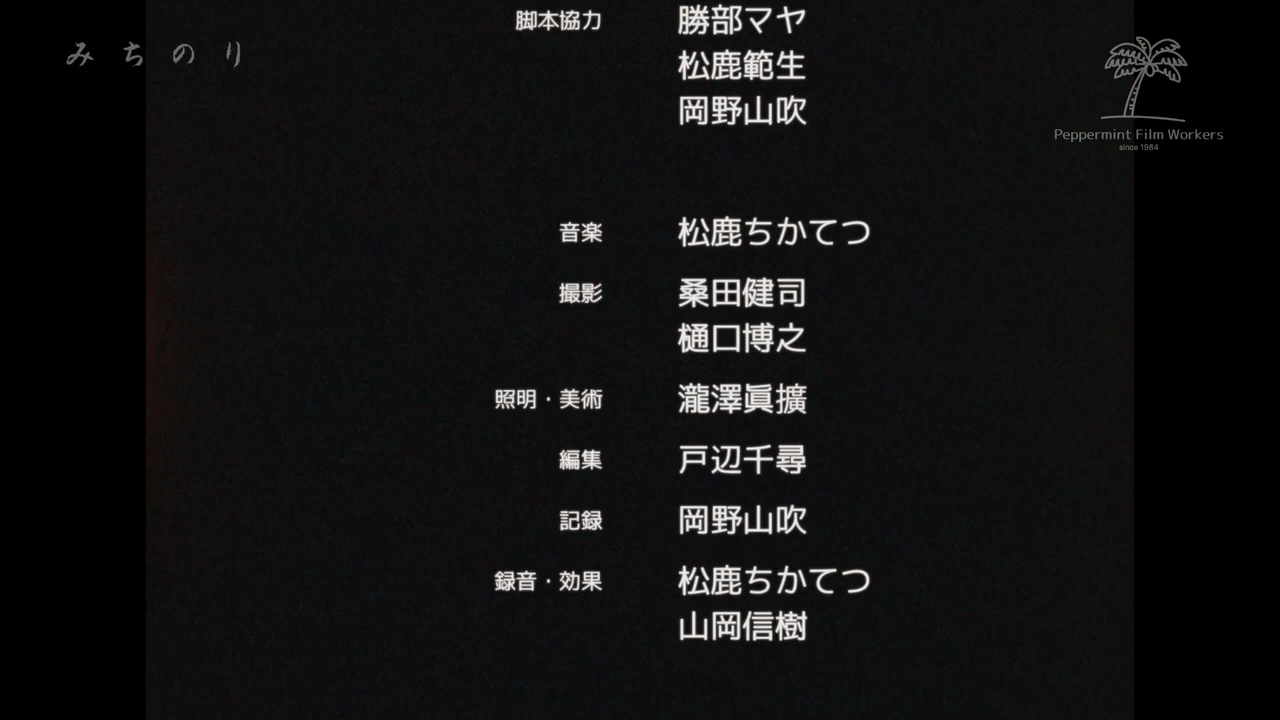 脚本協力 勝部マヤ
みちのり
松鹿範生
岡野山吹
Peppermint Film Workers
since 1984
音楽 松鹿ちかてつ
撮影 桑田健司
樋口博之
照明・美術 瀧澤眞擴
編集 戸辺千尋
記録 岡野山吹
録音・効果 松鹿ちかてつ
山岡信樹